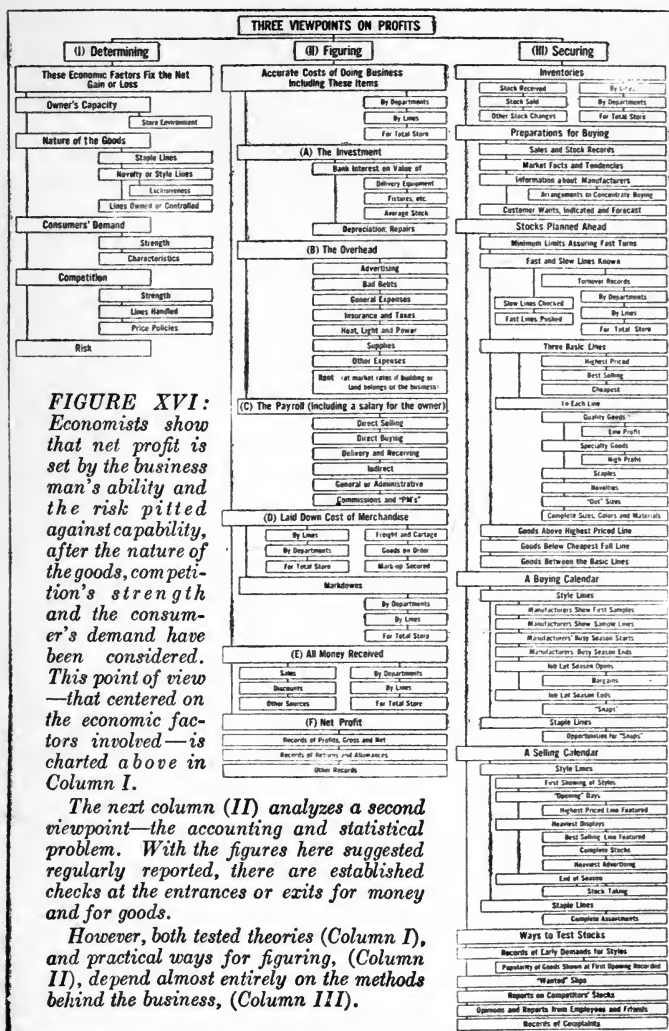 THREE VIEWPOINTS ON PROFITS
(I) Determining
These Economic Factors Fix the Net
Gain or Loss
Owner's Capacity
Store Environment
Nature of the Goods
Staple Lines
Novelty or Style Lines
Exclusiveness
Lines Owned or Controlled
Consumers' Demand
Strength
Characteristics
Competition
Strength
Lines Handled
Price Policies
Risk
(II) Figuring
Accurate Costs of Doing Business
Including These Items
By Departments
By Lines
For Total Store
(A) The Investment
Bank Interest on Value of
Delivery Equipment
Fixtures, etc.
Average Stock
Depreciation: Repairs
(B) The Overhead
Advertising
Bad Debts
General Expenses
Insurance and Taxes
Heat, Light and Power
Supplies
Other Expenses
Rent (at market rates if building or
land belongs to the business)
(C) The Payroll (including a salary for the owner)
Direct Selling
Direct Buying
Delivery and Receiving
Indirect
General or Administrative
Commissions and "PM's"
(D) Laid Down Cost of Merchandise
By Lines
Freight and Cartage
By Departments
Goods on Order
For Total Store
Mark-up Secured
Markdowns
By Departments
By Lines
For Total Store
(E) All Money Received
Sales
By Departments
Discounts
By Lines
Other Sources
For Total Store
(F) Net Profit
Records of Profits, Gross and Net
Records of Returns and Allowances
Other Records
(III) Securing
Inventories
Stock Received
By Lines
Stock Sold
By Departments
Other Stock Changes
For Total Store
Preparations for Buying
Sales and Stock Records
Market Facts and Tendencies
Information about Manufacturers
Arrangements to Concentrate Buying
Customer Wants, Indicated and Forecast
Stocks Planned Ahead
Minimum Limits Assuring Fast Turns
Fast and Slow Lines Known
Turnover Records
Slow Lines Checked
By Departments
Fast Lines Pushed
By Lines
For Total Store
Three Basic Lines
Highest Priced
Best Selling
Cheapest
In Each Line
Quality Goods
Low Profit
Specialty Goods
High Profit
Staples
Novelties
"Out" Sizes
Complete Sizes, Colors and Materials
Goods Above Highest Priced Line
Goods Below Cheapest Full Line
Goods Between the Basic Lines
A Buying Calendar
Style Lines
Manufacturers Show First Samples
Manufacturers Show Sample Lines
Manufacturers' Busy Season Starts
Manufacturers Busy Season Ends
Job Lot Season Opens
Bargains
Job Lot Season Ends
"Snaps"
Staple Lines
Opportunities for "Snaps"
A Selling Calendar
Style Lines
First Showing of Styles
"Opening" Days
Highest Priced Line Featured
Heaviest Displays
Best Selling Line Featured
Complete Stocks
Heaviest Advertising
End of Season
Stock Taking
Staple Lines
Complete Assortments
Ways to Test Stocks
Records of Early Demands for Styles
Popularity of Goods Shown at First Opening Recorded
"Wanted" Slips
Reports on Competitors' Stocks
Opinions and Reports from Employees and Friends
Records of Complaints
FIGURE XVI:
Economists show
that net profit is
set by the business
man's ability and
the risk pitted
against capability,
after the nature of
the goods, competi-
tion's strength
and the consum-
er's demand have
been considered.
This point of view
—that centered on
the economic fac-
tors involved—is
charted above in
Column I.
The next column (II) analyzes a second
viewpoint—the accounting and statistical
problem. With the figures here suggested
regularly reported, there are established
checks at the entrances or exits for money
and for goods.
However, both tested theories (Column I),
and practical ways for figuring, (Column
II), depend almost entirely on the methods
behind the business, (Column III).